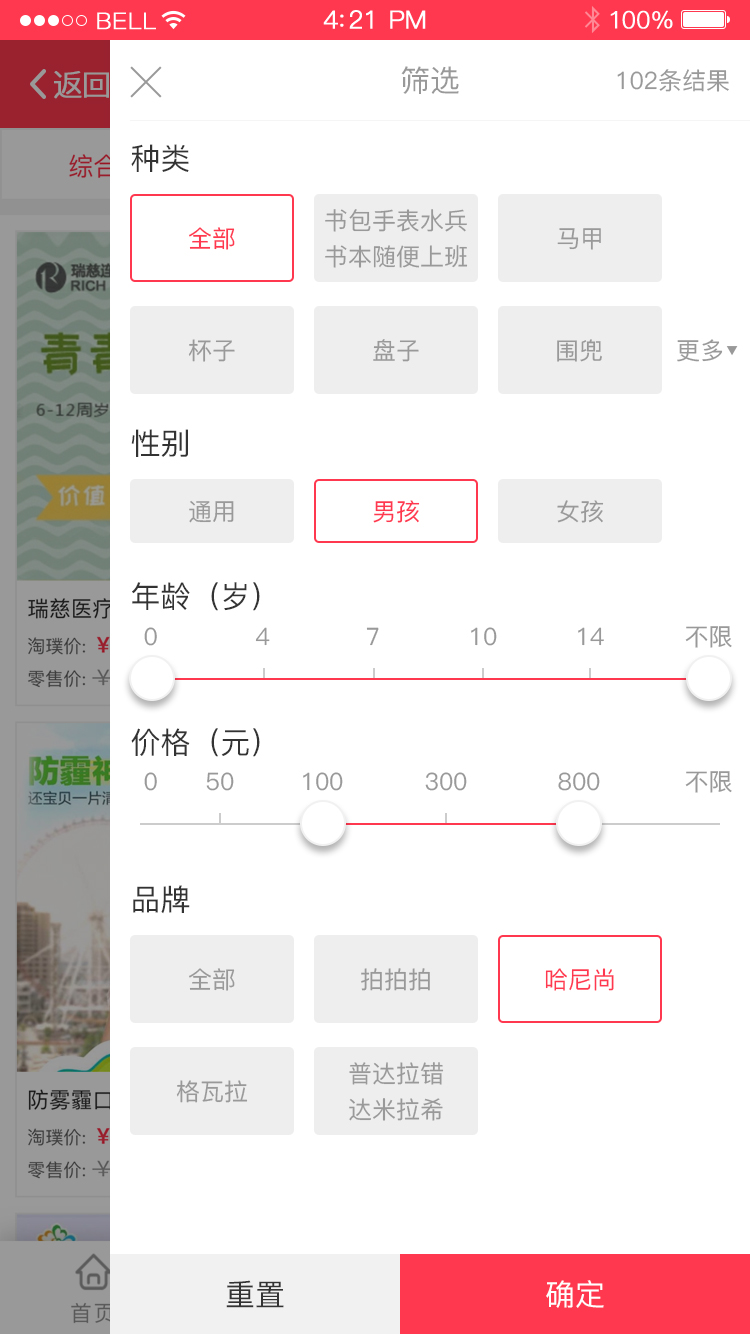 BELL
4:21 PM
100%
返回
筛选
102条结果
综合
种类
全部
书包手表水兵
书本随便上班
马甲
杯子
盘子
围兜
更多
性别
通用
男孩
女孩
年龄（岁）
0 4 7 10 14 不限
价格（元）
0 50 100 300 800 不限
品牌
全部
拍拍拍
哈尼尚
格瓦拉
普达拉错
达米拉希
重置
确定
瑞慈连
RICH
青青
6-12周岁
价值
瑞慈医疗
淘璞价: ¥
零售价: ¥
防霾神
还宝贝一片清
防雾霾口
淘璞价: ¥
零售价: ¥
首页